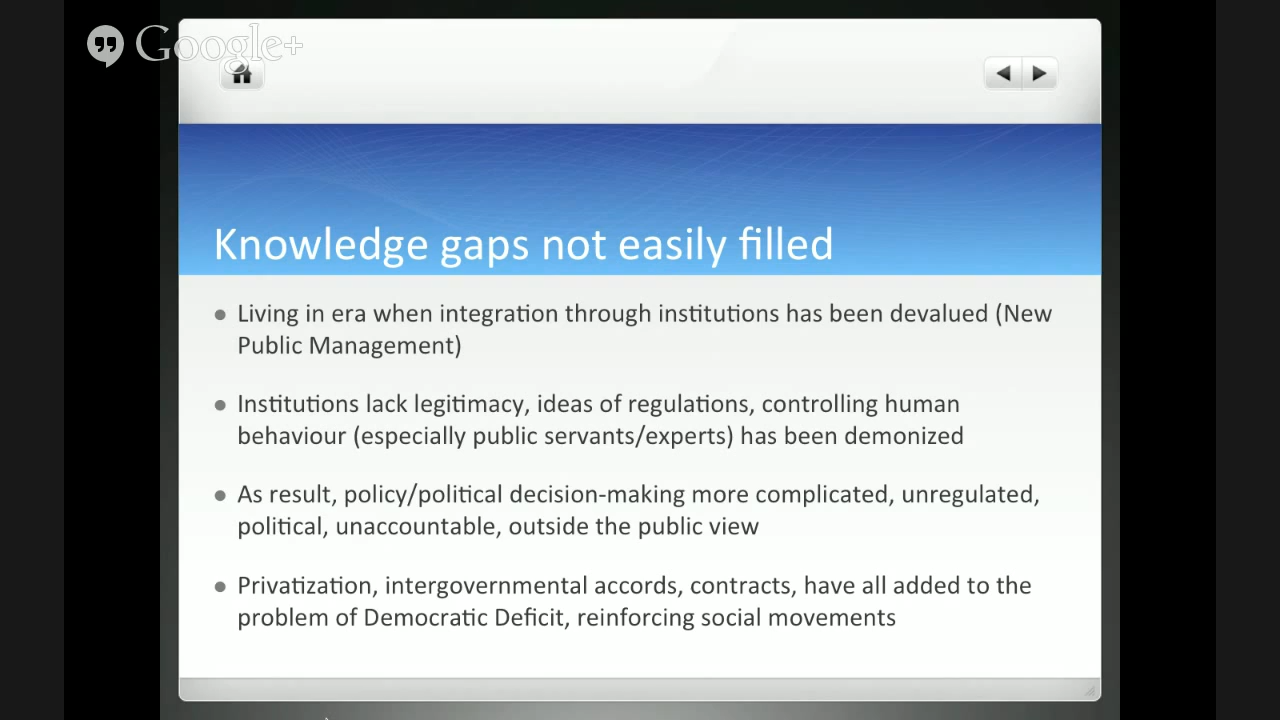 Google+
Knowledge gaps not easily filled
Living in era when integration through institutions has been devalued (New
Public Management)
Institutions lack legitimacy, ideas of regulations, controlling human
behaviour (especially public servants/experts) has been demonized
As result, policy/political decision-making more complicated, unregulated,
political, unaccountable, outside the public view
Privatization, intergovernmental accords, contracts, have all added to the
problem of Democratic Deficit, reinforcing social movements